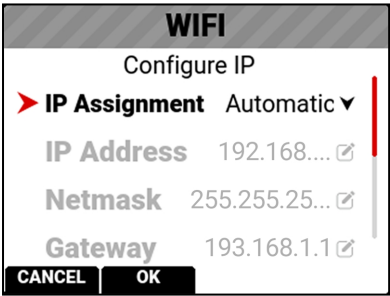 WIFI
Configure IP
IP Assignment Automatic
IP Address 192.168....
Netmask 255.255.25...
Gateway 193.168.1.1
CANCEL OK